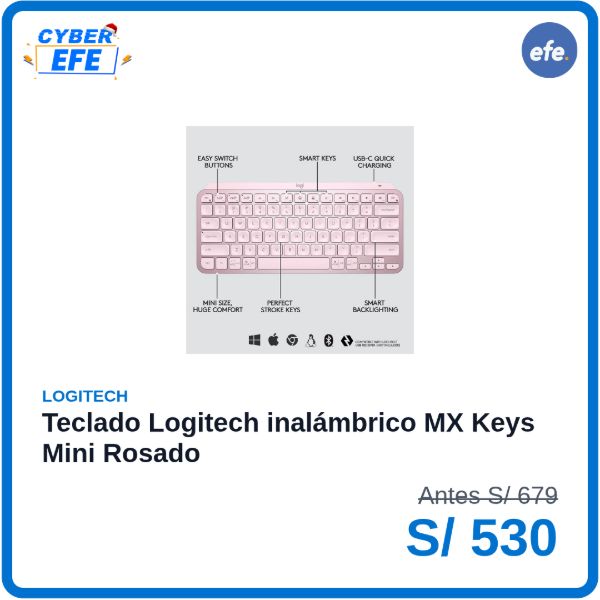 CYBER
EFE
efe.
EASY SWITCH
BUTTONS
SMART KEYS
USB-C QUICK
CHARGING
logi
MINI SIZE,
HUGE COMFORT
PERFECT
STROKE KEYS
SMART
BACKLIGHTING
LOGITECH
Teclado Logitech inalámbrico MX Keys
Mini Rosado
Antes S/ 679
S/ 530